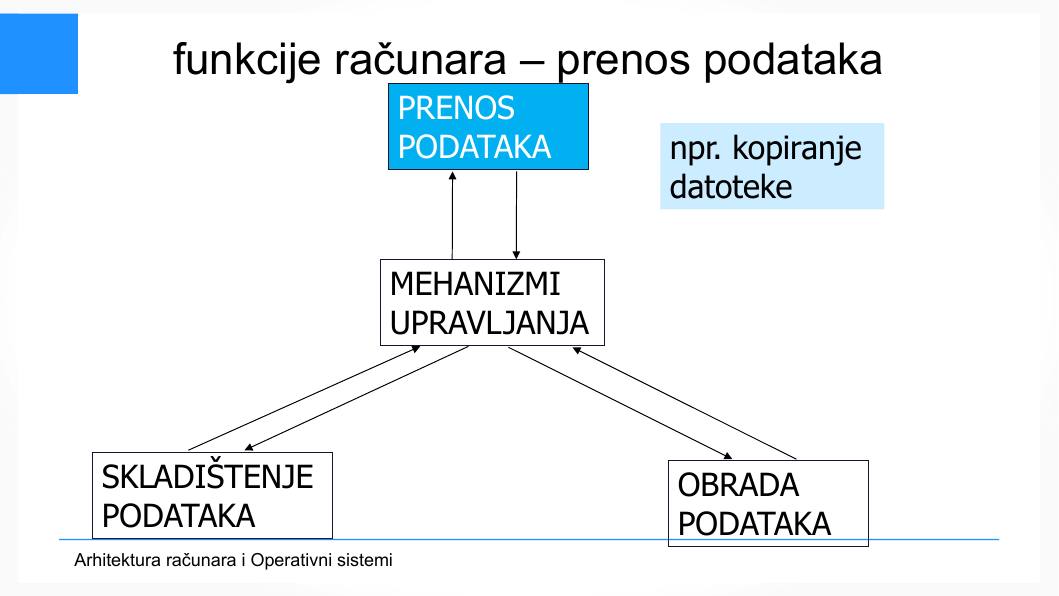 funkcije računara – prenos podataka
PRENOS
PODATAKA
npr. kopiranje
datoteke
MEHANIZMI
UPRAVLJANJA
SKLADIŠTENJE
PODATAKA
OBRADA
PODATAKA
Arhitektura računara i Operativni sistemi